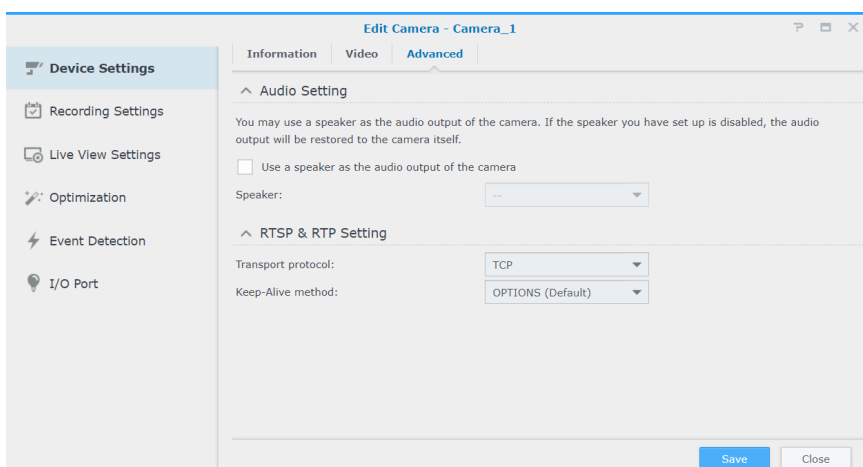 Edit Camera - Camera_1
Device Settings
Recording Settings
Live View Settings
Optimization
Event Detection
I/O Port
Information Video Advanced
Audio Setting
You may use a speaker as the audio output of the camera. If the speaker you have set up is disabled, the audio
output will be restored to the camera itself.
Use a speaker as the audio output of the camera
Speaker: --
RTSP & RTP Setting
Transport protocol: TCP
Keep-Alive method: OPTIONS (Default)
Save Close